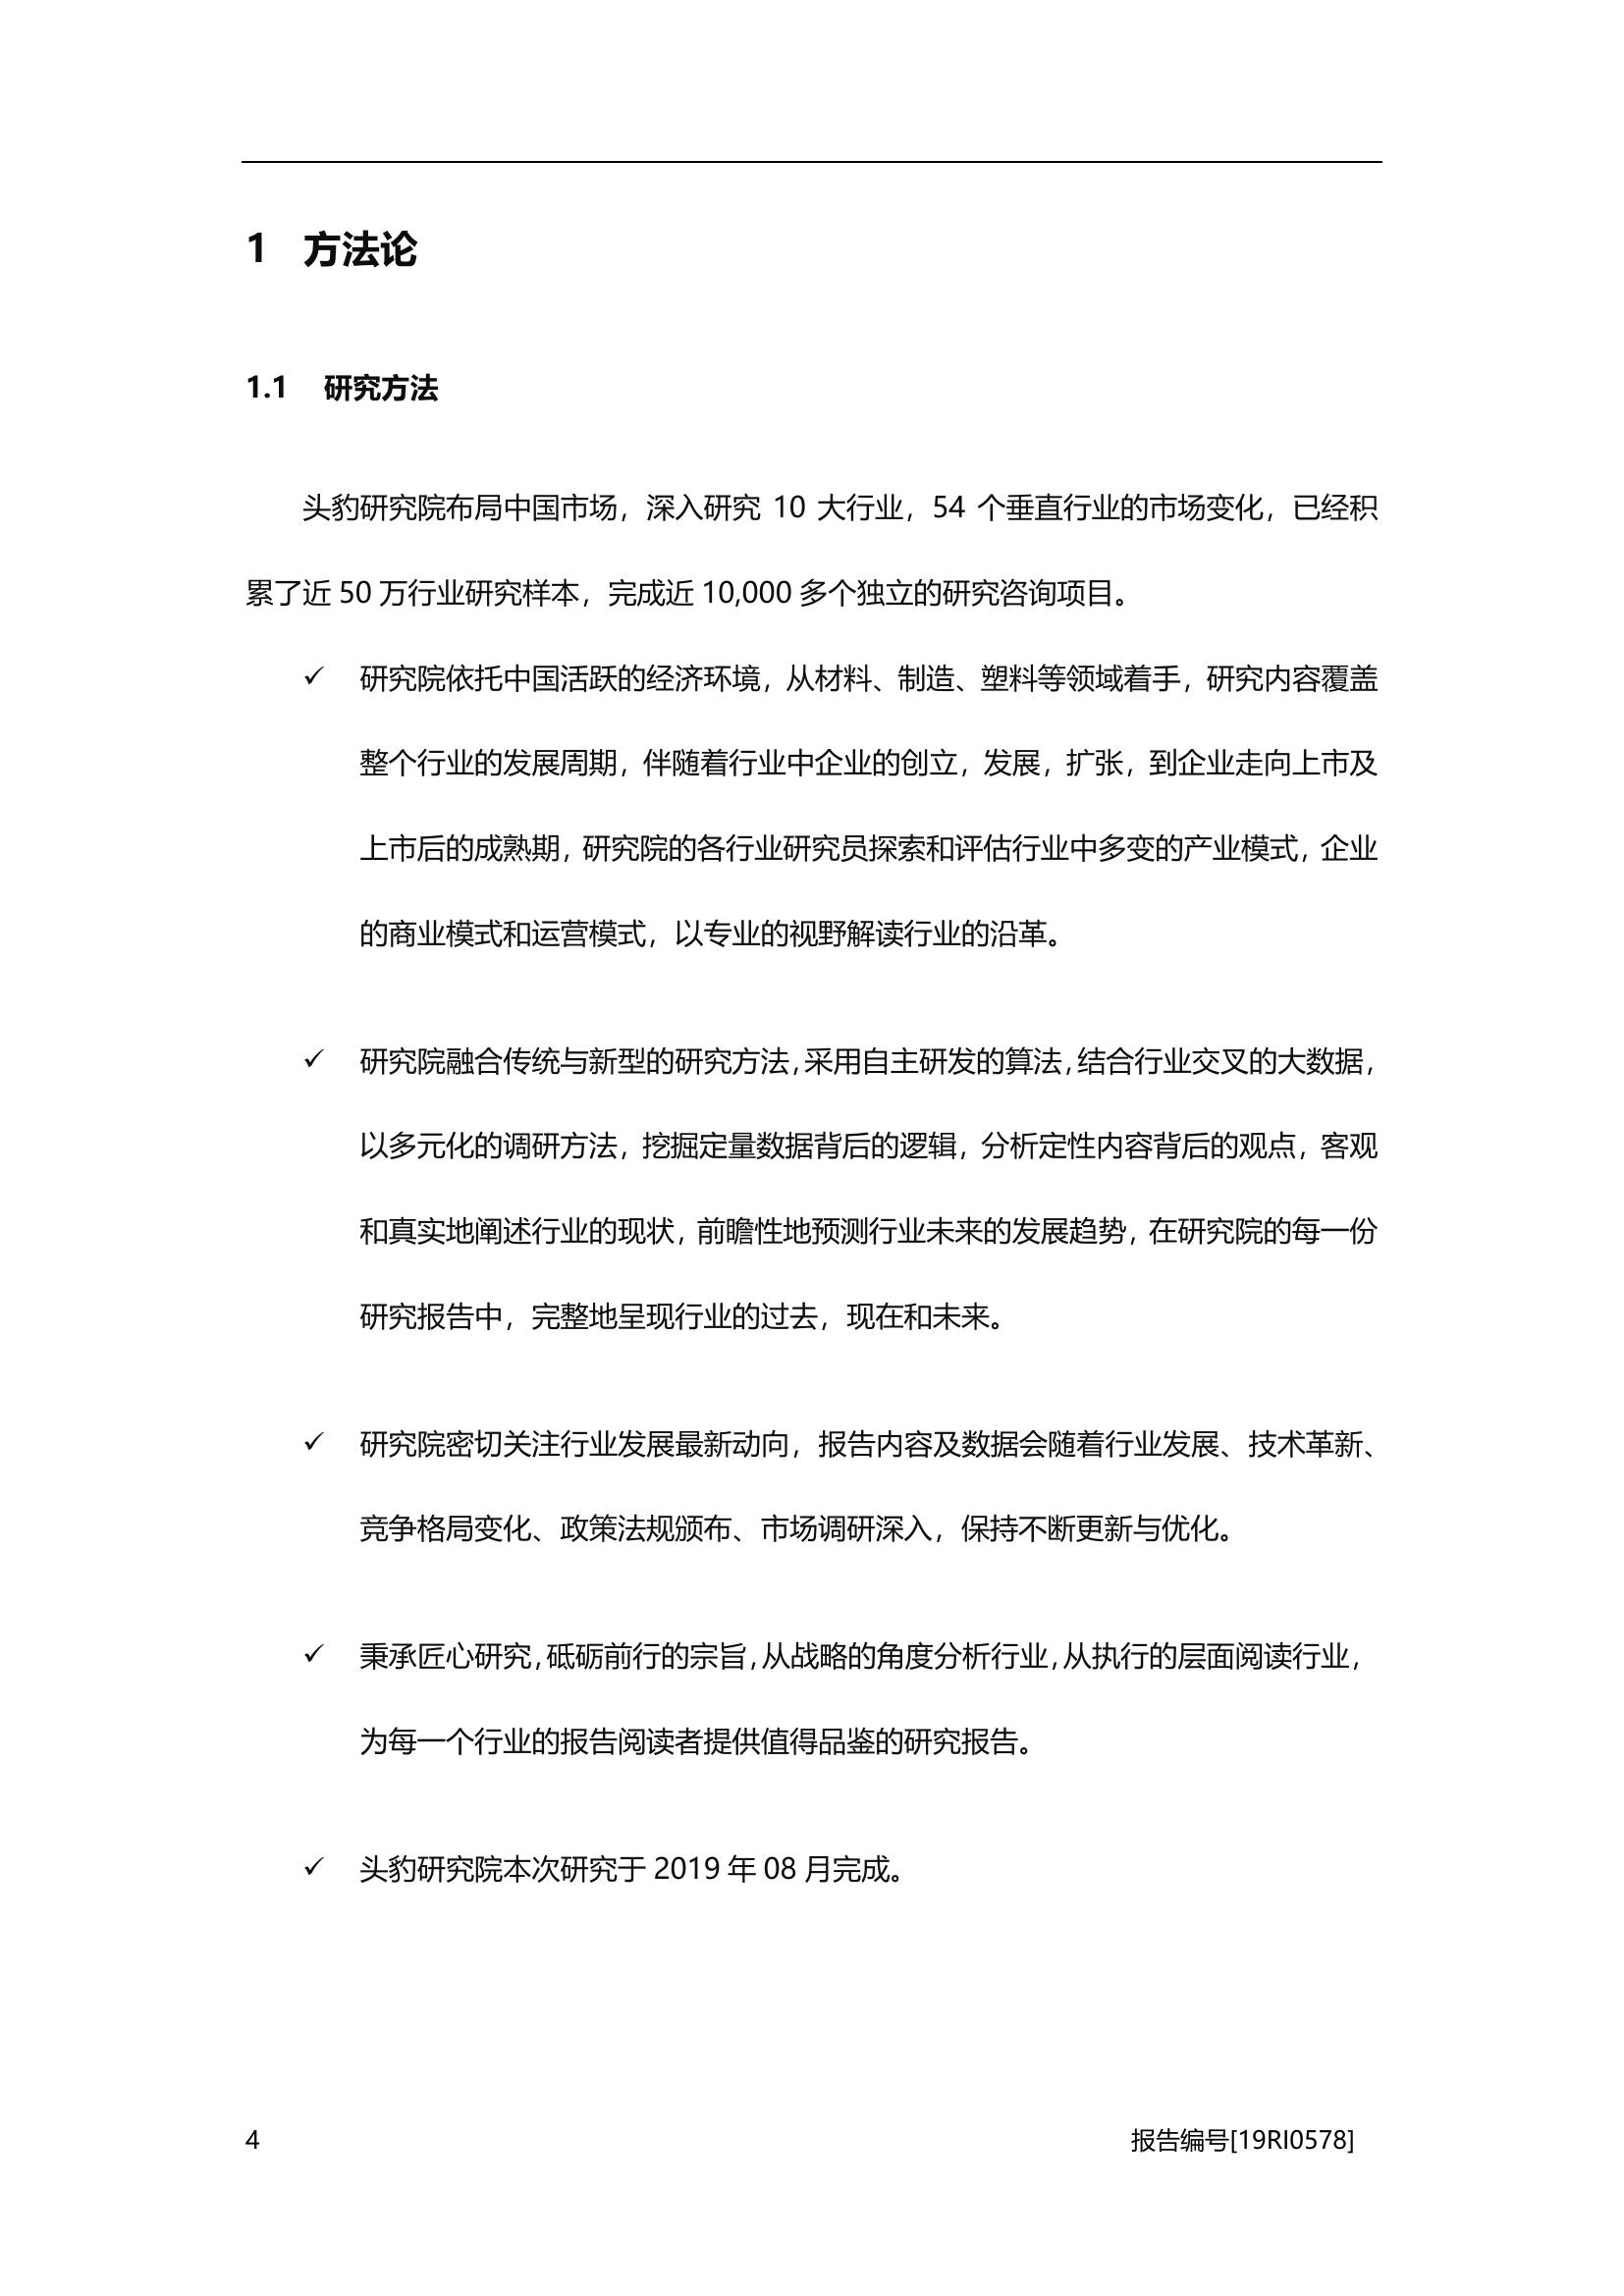 1 方法论
1.1 研究方法
头豹研究院布局中国市场，深入研究 10 大行业，54 个垂直行业的市场变化，已经积
累了近 50 万行业研究样本，完成近 10,000 多个独立的研究咨询项目。
✓ 研究院依托中国活跃的经济环境，从材料、制造、塑料等领域着手，研究内容覆盖
整个行业的发展周期，伴随着行业中企业的创立，发展，扩张，到企业走向上市及
上市后的成熟期，研究院的各行业研究员探索和评估行业中多变的产业模式，企业
的商业模式和运营模式，以专业的视野解读行业的沿革。
✓ 研究院融合传统与新型的研究方法，采用自主研发的算法，结合行业交叉的大数据，
以多元化的调研方法，挖掘定量数据背后的逻辑，分析定性内容背后的观点，客观
和真实地阐述行业的现状，前瞻性地预测行业未来的发展趋势，在研究院的每一份
研究报告中，完整地呈现行业的过去，现在和未来。
✓ 研究院密切关注行业发展最新动向，报告内容及数据会随着行业发展、技术革新、
竞争格局变化、政策法规颁布、市场调研深入，保持不断更新与优化。
✓ 秉承匠心研究，砥砺前行的宗旨，从战略的角度分析行业，从执行的层面阅读行业，
为每一个行业的报告阅读者提供值得品鉴的研究报告。
✓ 头豹研究院本次研究于 2019 年 08 月完成。
4 报告编号[19RI0578]